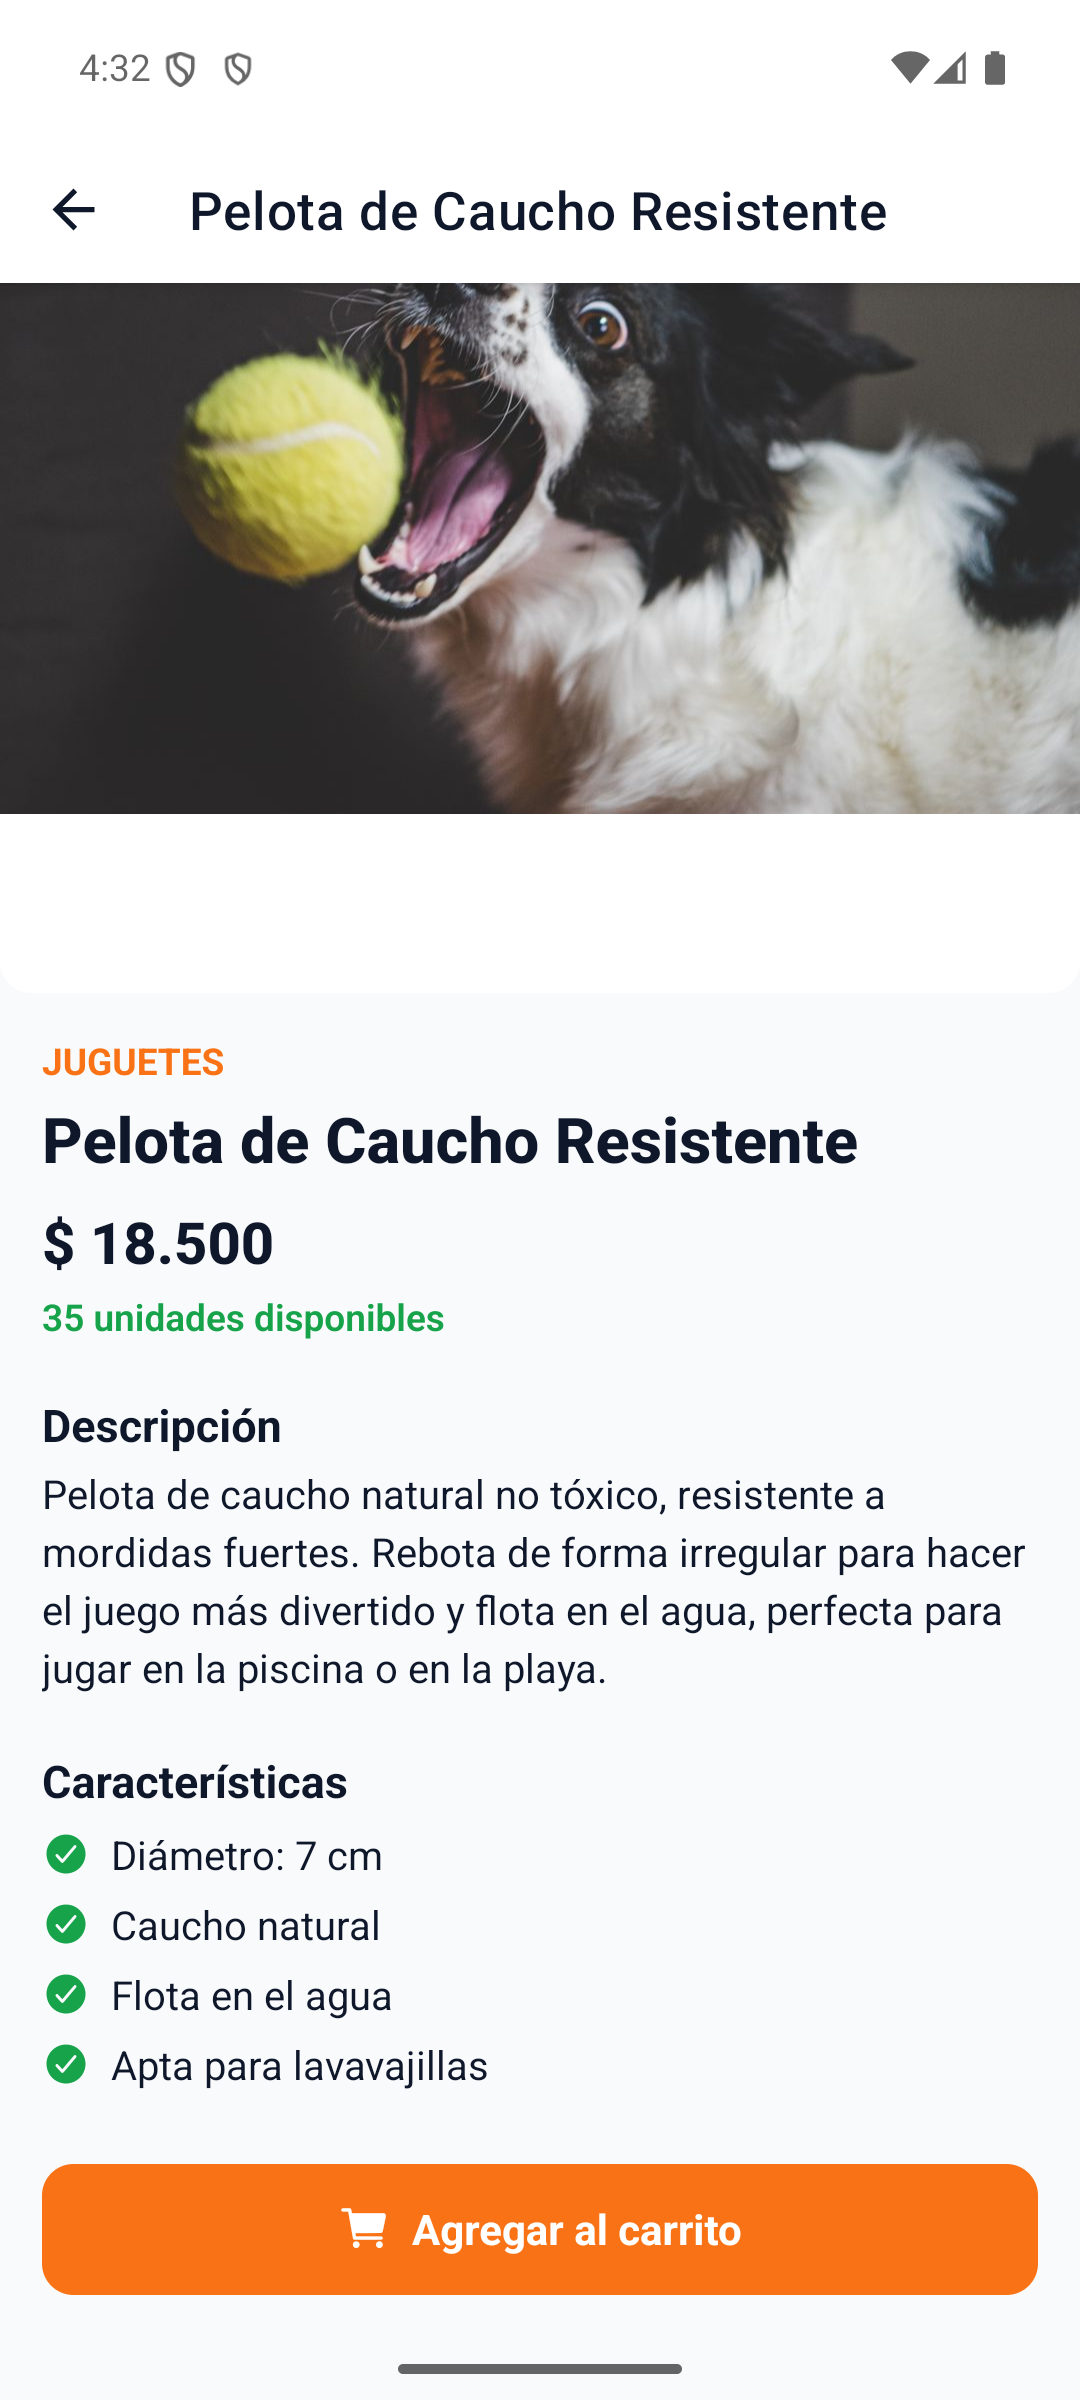 4:32
Pelota de Caucho Resistente
JUGUETES
Pelota de Caucho Resistente
$ 18.500
35 unidades disponibles
Descripción
Pelota de caucho natural no tóxico, resistente a
mordidas fuertes. Rebota de forma irregular para hacer
el juego más divertido y flota en el agua, perfecta para
jugar en la piscina o en la playa.
Características
Diámetro: 7 cm
Caucho natural
Flota en el agua
Apta para lavavajillas
Agregar al carrito